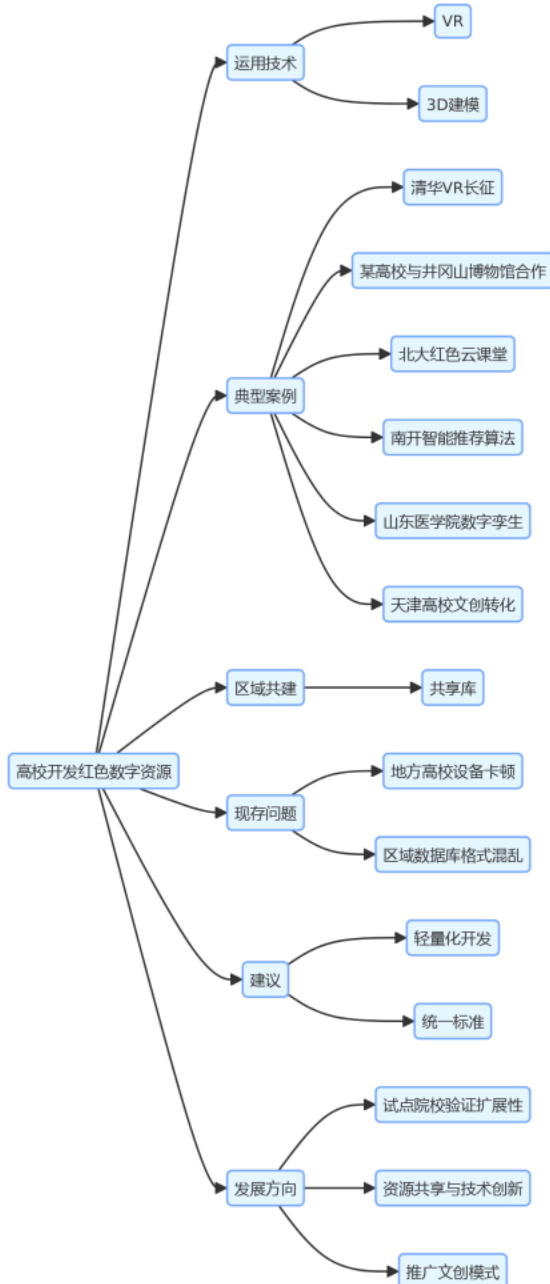 高校开发红色数字资源
运用技术
VR
3D建模
典型案例
清华VR长征
某高校与井冈山博物馆合作
北大红色云课堂
南开智能推荐算法
山东医学院数字孪生
天津高校文创转化
区域共建
共享库
现存问题
地方高校设备卡顿
区域数据库格式混乱
建议
轻量化开发
统一标准
发展方向
试点院校验证扩展性
资源共享与技术创新
推广文创模式